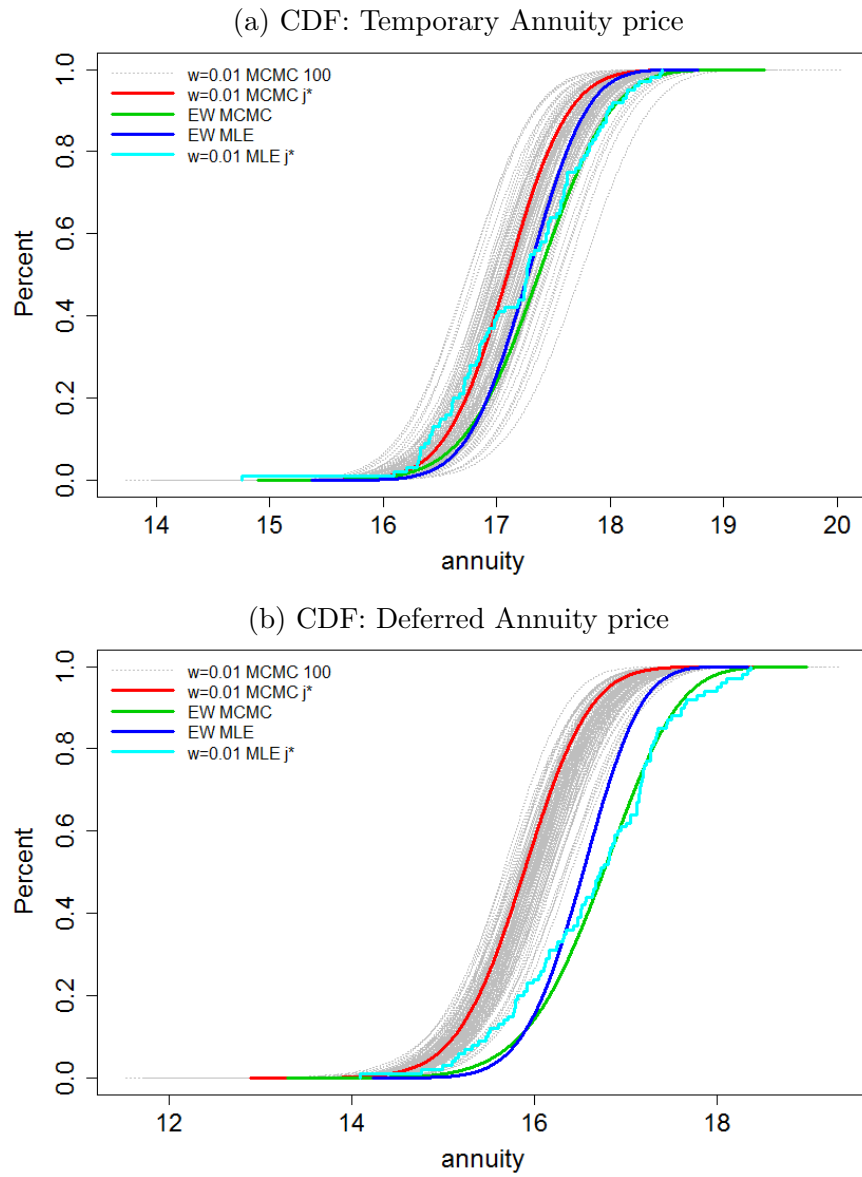 (a) CDF: Temporary Annuity price
w=0.01 MCMC 100
w=0.01 MCMC j*
EW MCMC
EW MLE
w=0.01 MLE j*
Percent
0.0 0.2 0.4 0.6 0.8 1.0
14 15 16 17 18 19 20
annuity
(b) CDF: Deferred Annuity price
w=0.01 MCMC 100
w=0.01 MCMC j*
EW MCMC
EW MLE
w=0.01 MLE j*
Percent
0.0 0.2 0.4 0.6 0.8 1.0
12 14 16 18
annuity